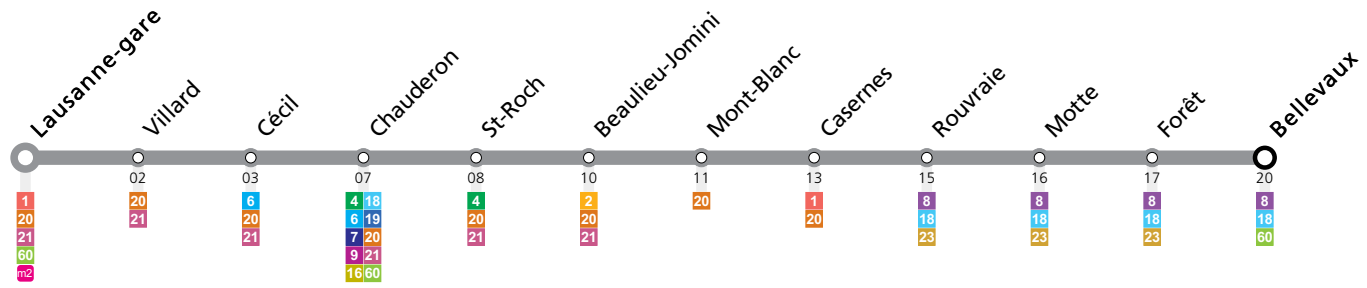 Lausanne-gare
Villard
Cécil
Chauderon
St-Roch
Beaulieu-Jomini
Mont-Blanc
Casernes
Rouvraie
Motte
Forêt
Bellevaux
02 03 07 08 10 11 13 15 16 17 20
1 20 6 4 18 4 2 20 1 8 8 8 8
20 21 20 6 19 20 20 20 18 18 18 18
21 21 7 20 21 21 23 23 23 60
60 9 21
m2 16 60